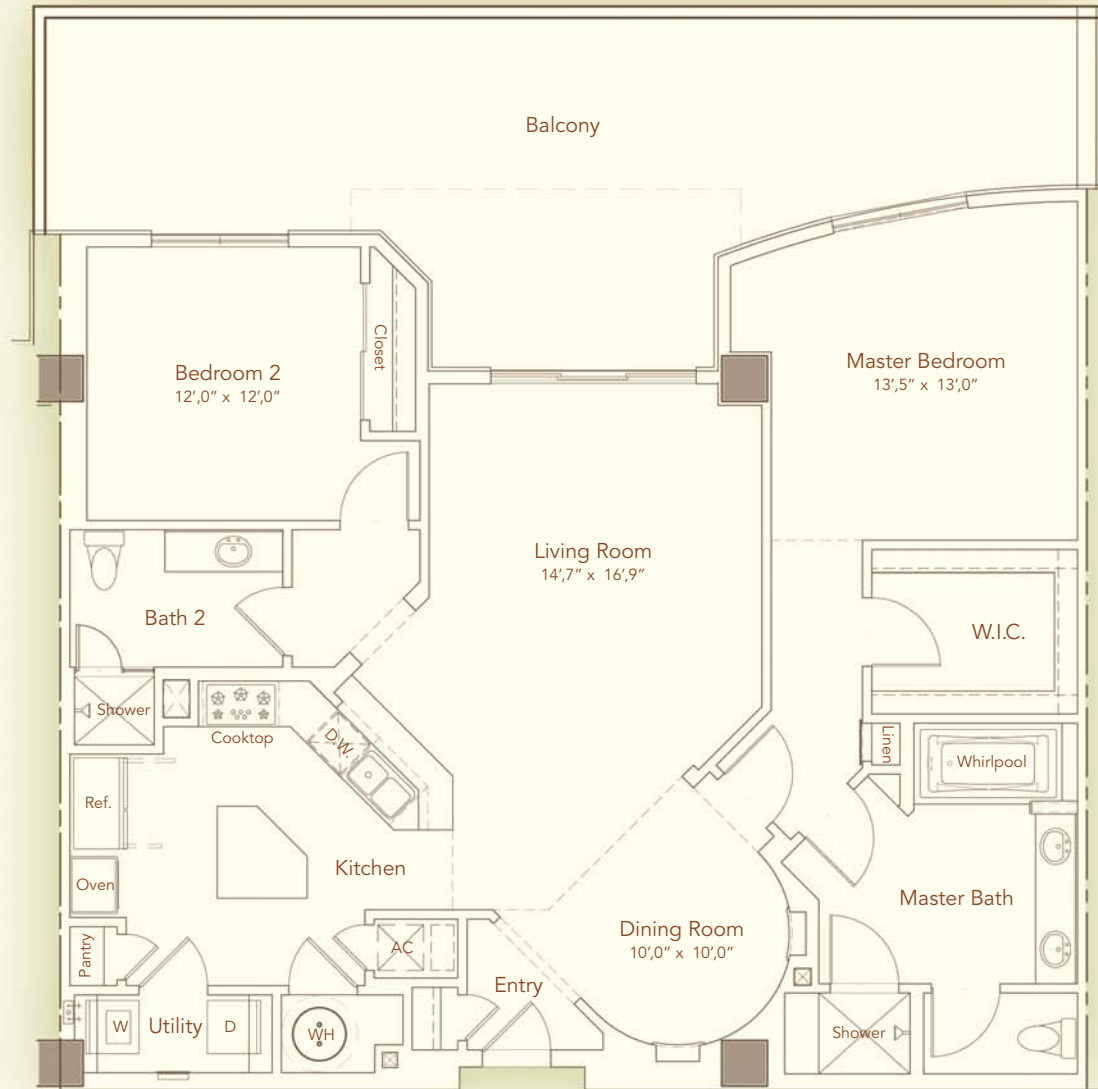 Balcony
Closet
Bedroom 2
12',0" x 12',0"
Master Bedroom
13',5" x 13',0"
Living Room
14',7" x 16',9"
Bath 2
W.I.C.
Shower
Cooktop
D.W.
Linen
Whirlpool
Ref.
Kitchen
Oven
Master Bath
Dining Room
10',0" x 10',0"
Pantry
AC
Entry
W
Utility
D
WH
Shower